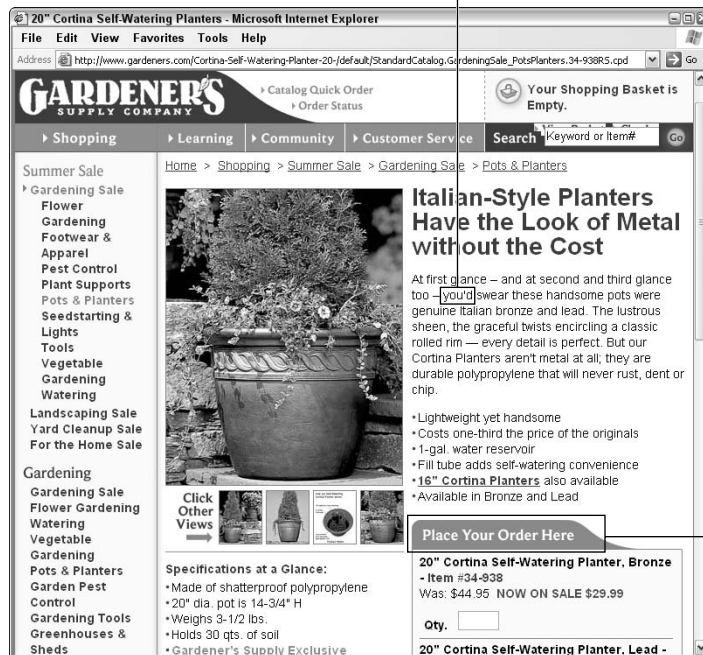 20" Cortina Self-Watering Planters - Microsoft Internet Explorer
File Edit View Favorites Tools Help
Address http://www.gardeners.com/Cortina-Self-Watering-Planter-20-/default/StandardCatalog.GardeningSale_PotsPlanters.34-938RS.cpd Go
GARDENER'S
SUPPLY COMPANY
Catalog Quick Order
Order Status
Your Shopping Basket is
Empty.
Shopping Learning Community Customer Service Search Keyword or Item# Go
Home > Shopping > Summer Sale > Gardening Sale > Pots & Planters
Summer Sale
Gardening Sale
Flower
Gardening
Footwear &
Apparel
Pest Control
Plant Supports
Pots & Planters
Seedstarting &
Lights
Tools
Vegetable
Gardening
Watering
Landscaping Sale
Yard Cleanup Sale
For the Home Sale
Gardening
Gardening Sale
Flower Gardening
Watering
Vegetable
Gardening
Pots & Planters
Garden Pest
Control
Gardening Tools
Greenhouses &
Sheds
Click
Other
Views
Specifications at a Glance:
•Made of shatterproof polypropylene
•20" dia. pot is 14-3/4" H
•Weighs 3-1/2 lbs.
•Holds 30 qts. of soil
•Gardener's Supply Exclusive
Italian-Style Planters
Have the Look of Metal
without the Cost
At first glance – and at second and third glance
too – you'd swear these handsome pots were
genuine Italian bronze and lead. The lustrous
sheen, the graceful twists encircling a classic
rolled rim — every detail is perfect. But our
Cortina Planters aren't metal at all; they are
durable polypropylene that will never rust, dent or
chip.
•Lightweight yet handsome
•Costs one-third the price of the originals
•1-gal. water reservoir
•Fill tube adds self-watering convenience
•16" Cortina Planters also available
•Available in Bronze and Lead
Place Your Order Here
20" Cortina Self-Watering Planter, Bronze
- Item #34-938
Was: $44.95 NOW ON SALE $29.99
Qty.
20" Cortina Self-Watering Planter, Lead -